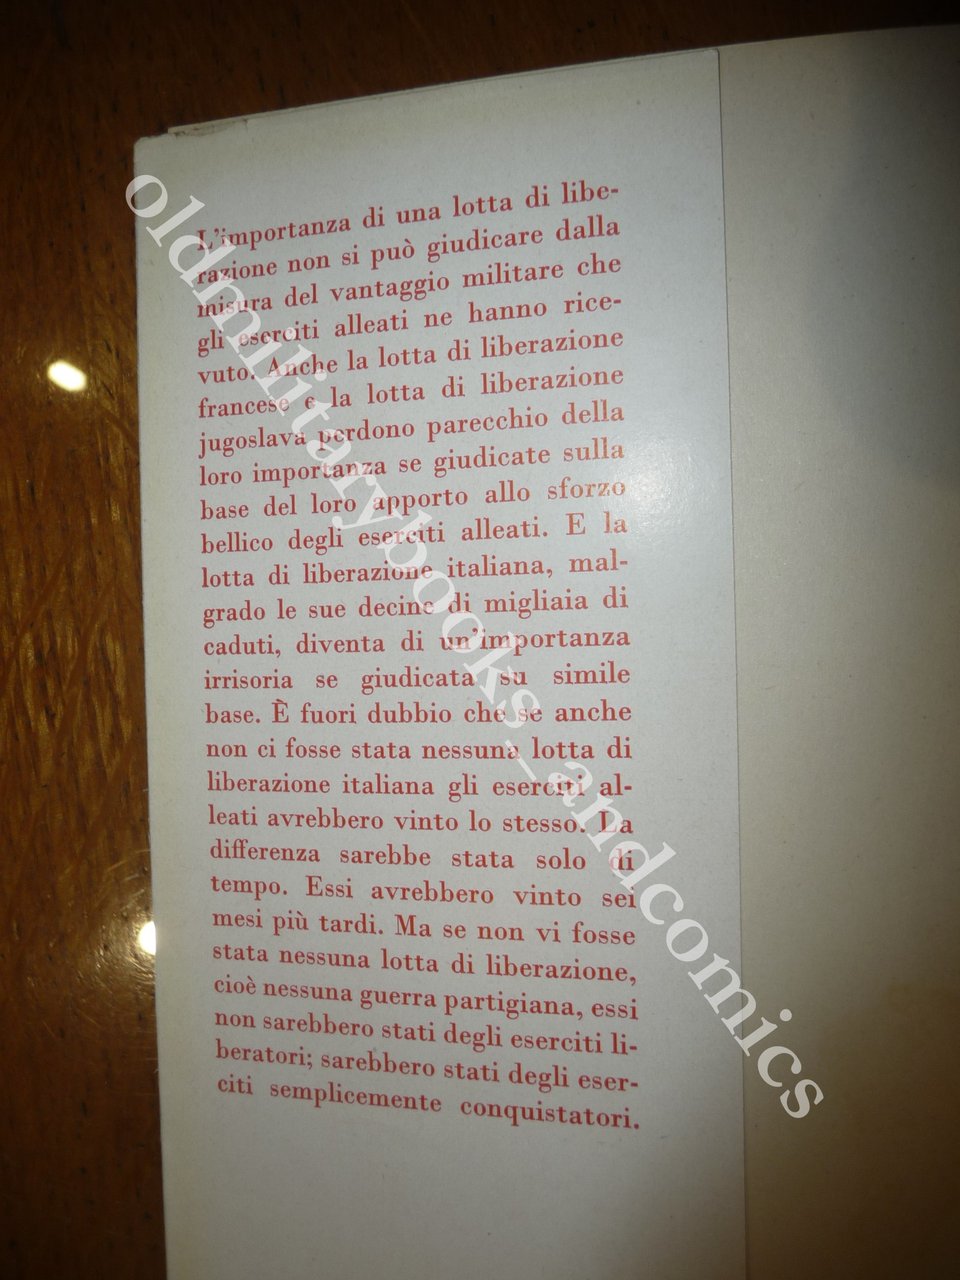 L'importanza di una lotta di libe-
razione non si può giudicare dalla
misura del vantaggio militare che
gli eserciti alleati ne hanno rice-
vuto. Anche la lotta di liberazione
francese e la lotta di liberazione
jugoslava perdono parecchio della
loro importanza se giudicate sulla
base del loro apporto allo sforzo
bellico degli eserciti alleati. E la
lotta di liberazione italiana, mal-
grado le sue decine di migliaia di
caduti, diventa di un'importanza
irrisoria se giudicata su simile
base. È fuori dubbio che se anche
non ci fosse stata nessuna lotta di
liberazione italiana gli eserciti al-
leati avrebbero vinto lo stesso. La
differenza sarebbe stata solo di
tempo. Essi avrebbero vinto sei
mesi più tardi. Ma se non vi fosse
stata nessuna lotta di liberazione,
cioè nessuna guerra partigiana, essi
non sarebbero stati degli eserciti li-
beratori; sarebbero stati degli eser-
citi semplicemente conquistatori.
oldmilitarybooks_andcomics